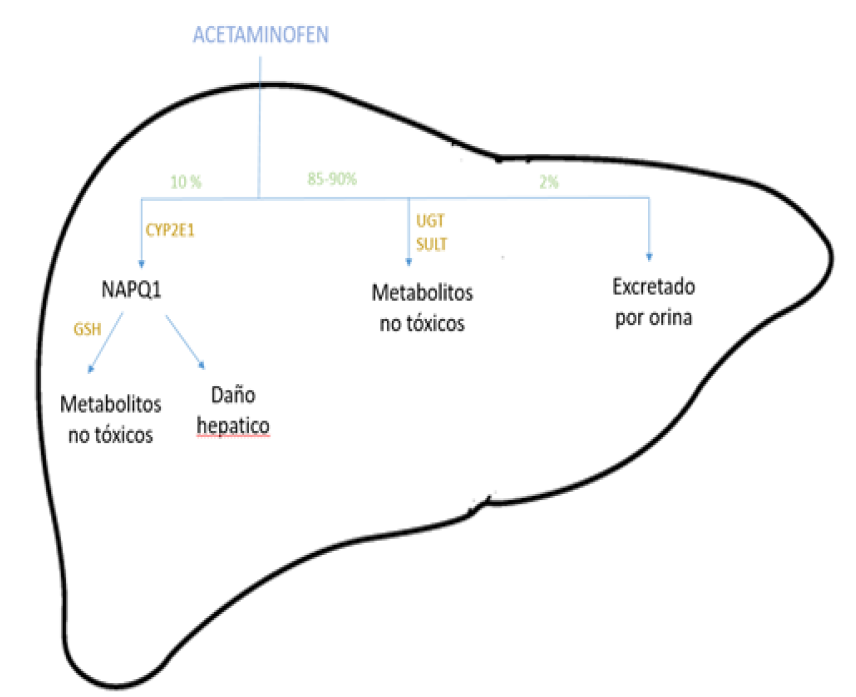 ACETAMINOFEN
10 %
85-90%
2%
CYP2E1
UGT
SULT
NAPQ1
Metabolitos
no tóxicos
Excretado
por orina
GSH
Metabolitos
no tóxicos
Daño
hepatico